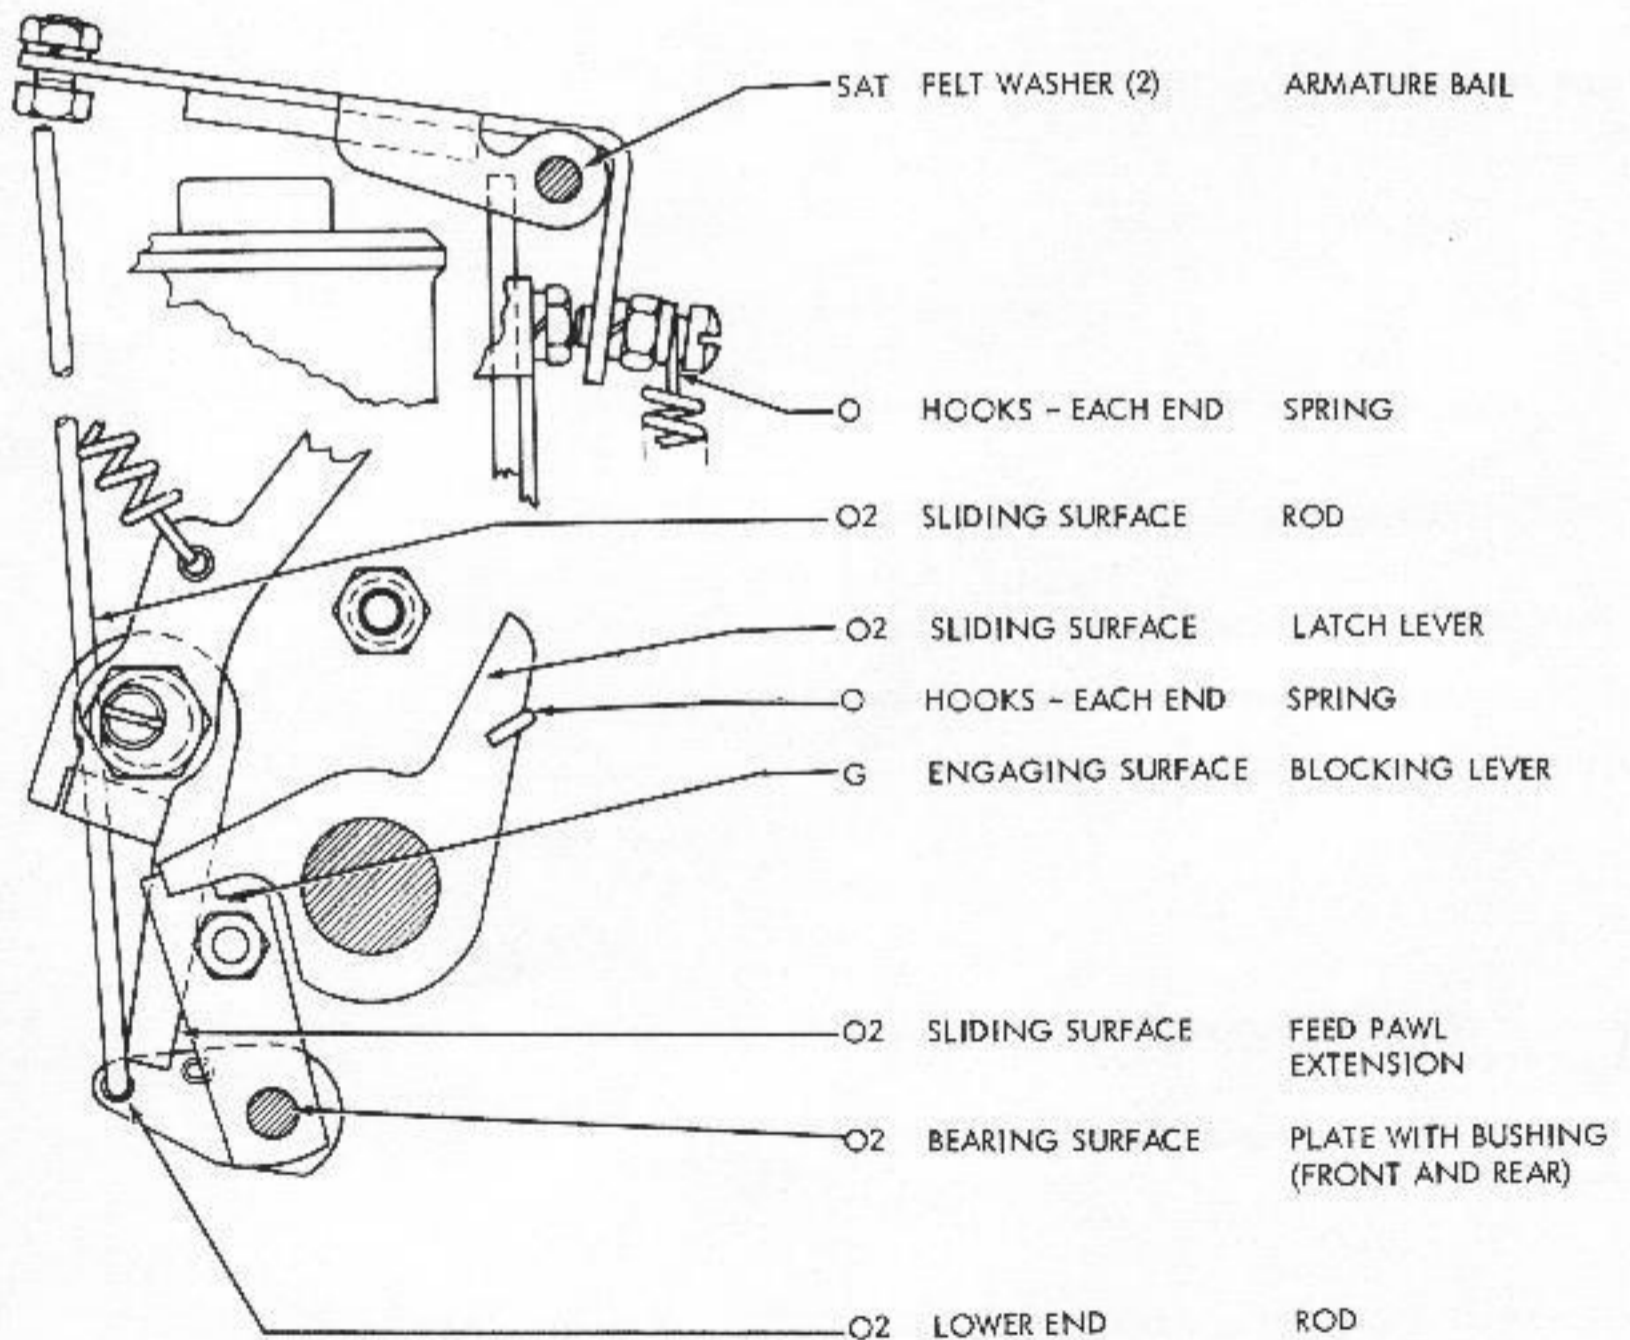 SAT FELT WASHER (2) ARMATURE BAIL
O HOOKS - EACH END SPRING
O2 SLIDING SURFACE ROD
O2 SLIDING SURFACE LATCH LEVER
O HOOKS - EACH END SPRING
G ENGAGING SURFACE BLOCKING LEVER
O2 SLIDING SURFACE FEED PAWL
EXTENSION
O2 BEARING SURFACE PLATE WITH BUSHING
(FRONT AND REAR)
O2 LOWER END ROD